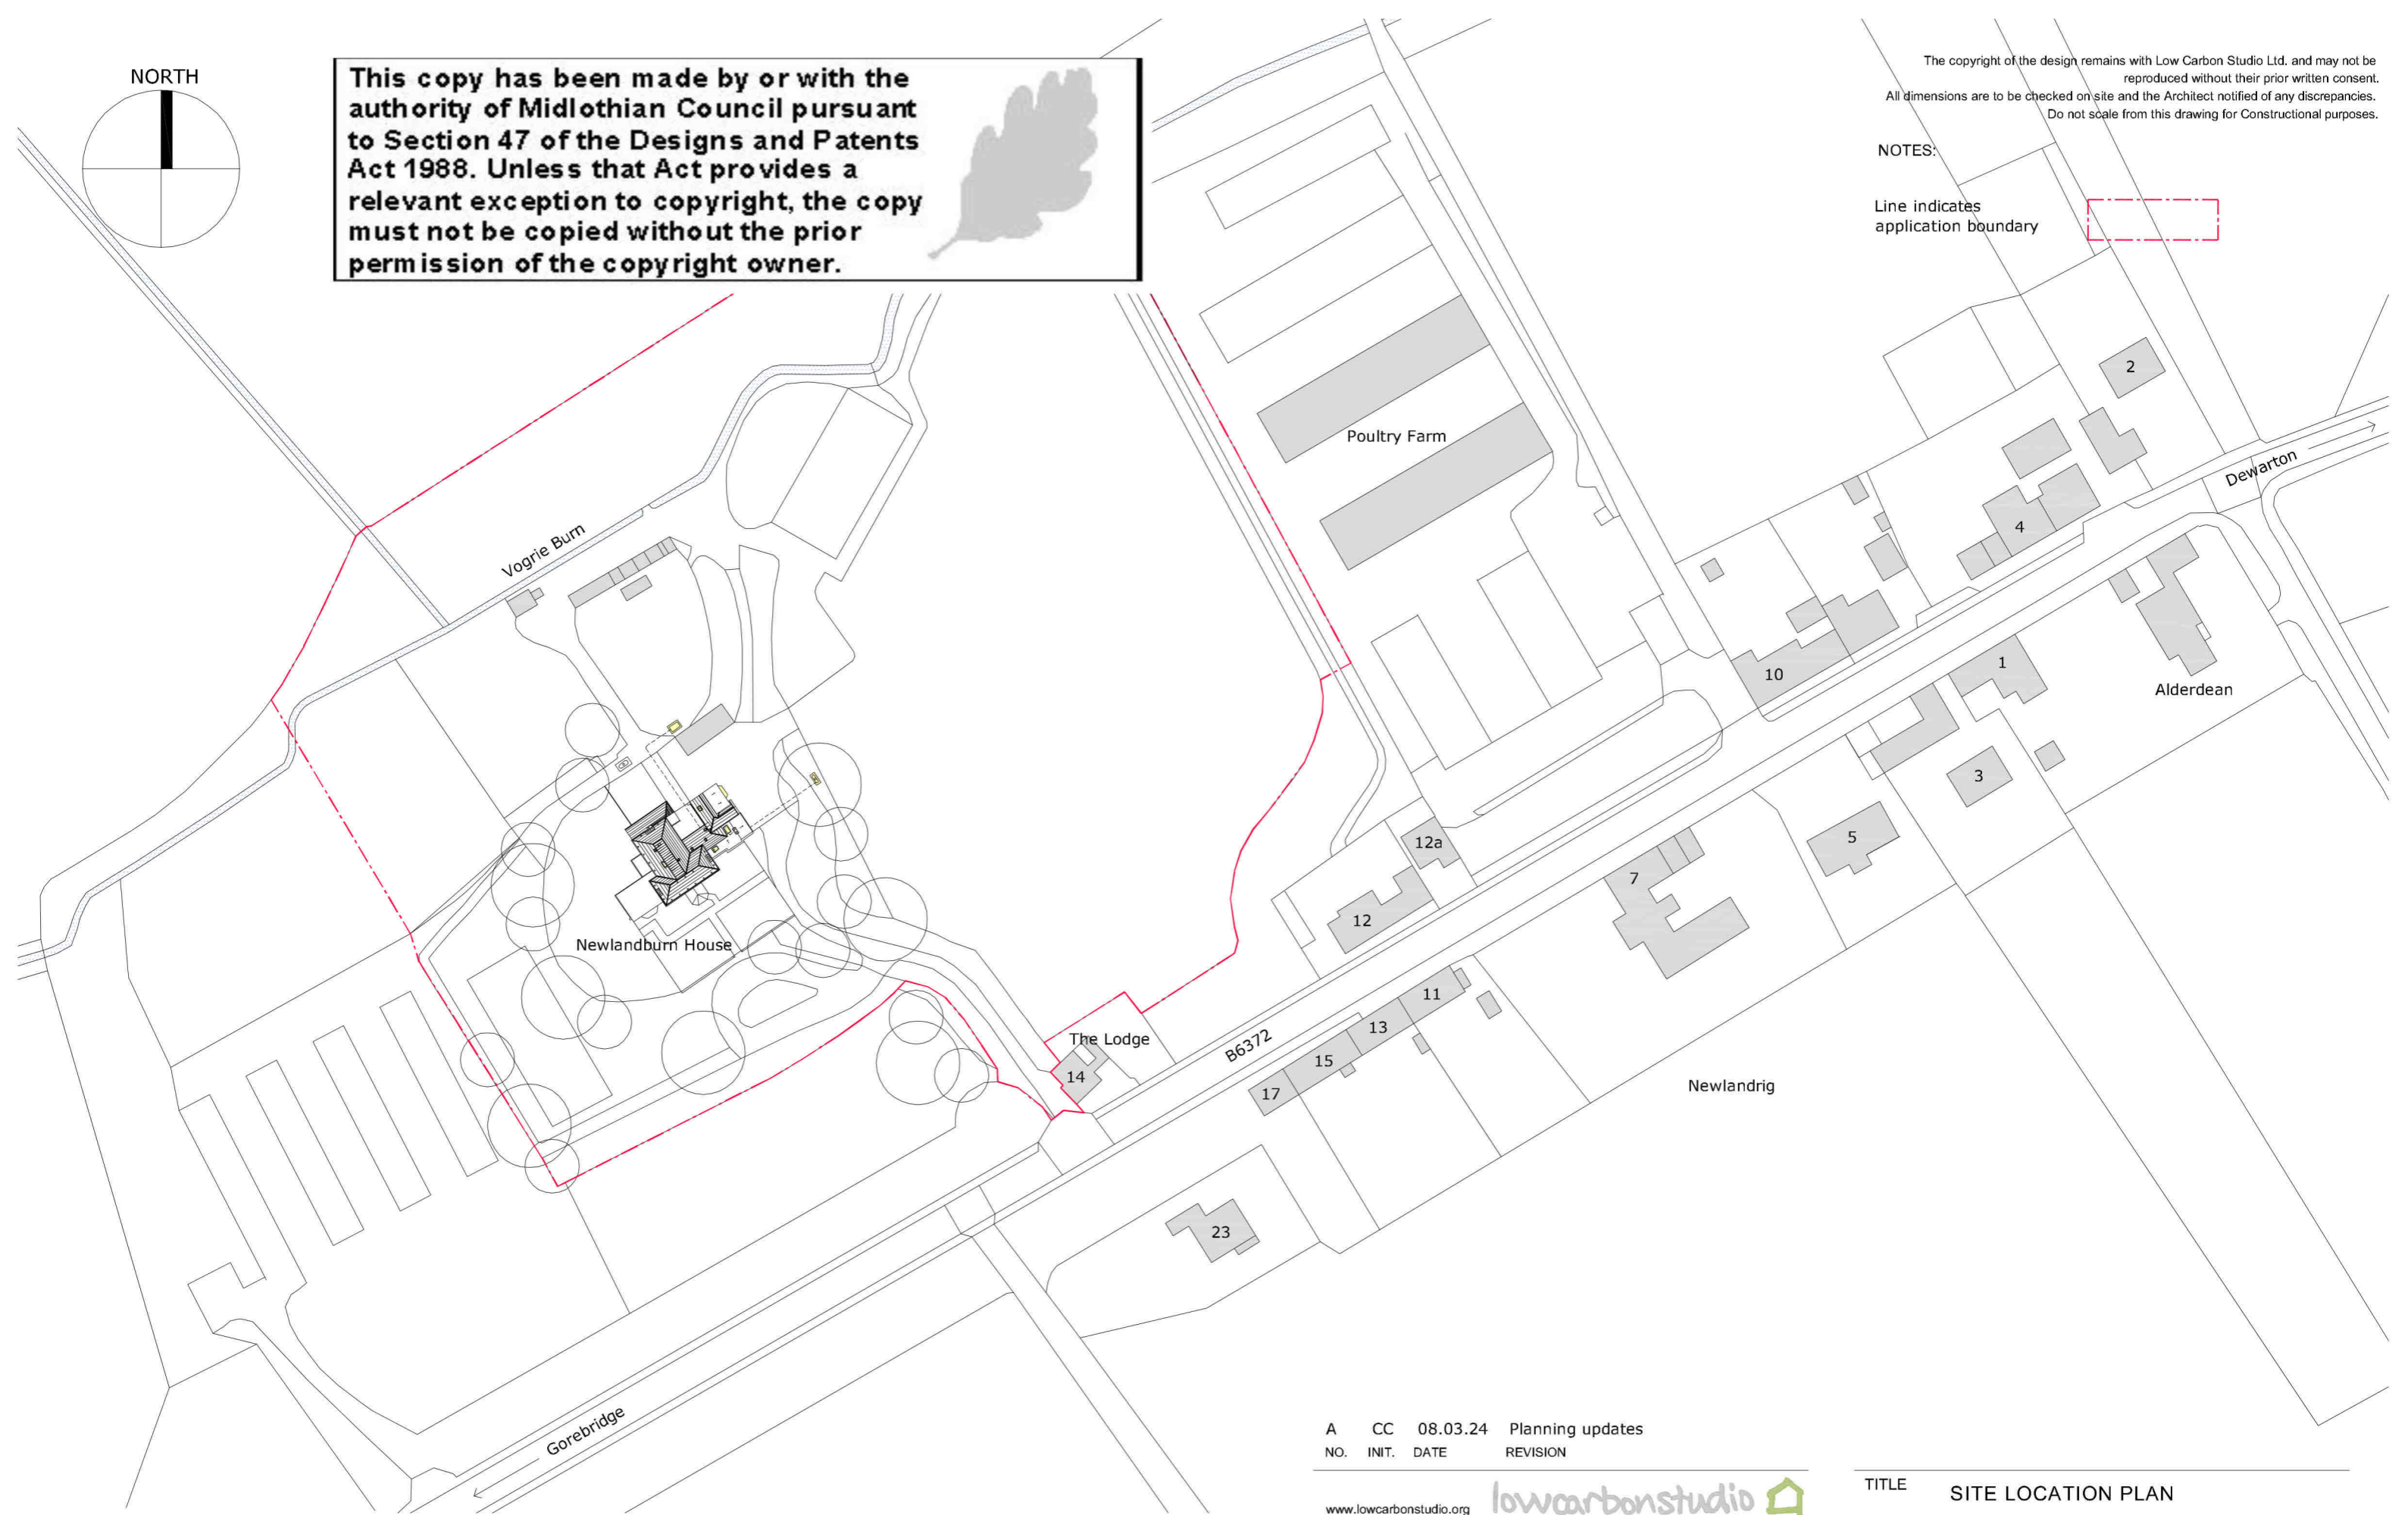 NORTH
This copy has been made by or with the
authority of Midlothian Council pursuant
to Section 47 of the Designs and Patents
Act 1988. Unless that Act provides a
relevant exception to copyright, the copy
must not be copied without the prior
permission of the copyright owner.
The copyright of the design remains with Low Carbon Studio Ltd. and may not be
reproduced without their prior written consent.
All dimensions are to be checked on site and the Architect notified of any discrepancies.
Do not scale from this drawing for Constructional purposes.
NOTES:
Line indicates
application boundary
2
Poultry Farm
Dewarton
4
Vogrie Burn
1
10
Alderdean
3
5
12a
7
12
Newlandburn House
11
13
The Lodge
B6372
15
14
17
Newlandrig
23
Gorebridge
A CC 08.03.24 Planning updates
NO. INIT. DATE REVISION
www.lowcarbonstudio.org
lowcarbonstudio
TITLE SITE LOCATION PLAN